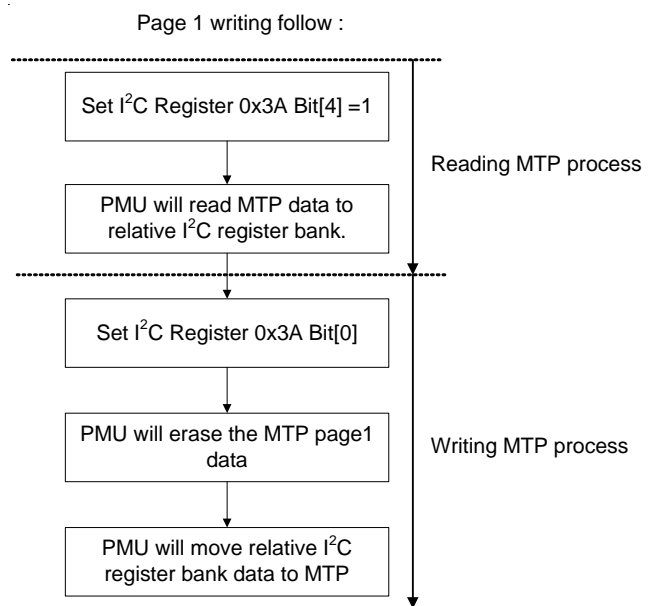 Page 1 writing follow :
Set I²C Register 0x3A Bit[4] =1
Reading MTP process
PMU will read MTP data to
relative I²C register bank.
Set I²C Register 0x3A Bit[0]
PMU will erase the MTP page1
data
Writing MTP process
PMU will move relative I²C
register bank data to MTP